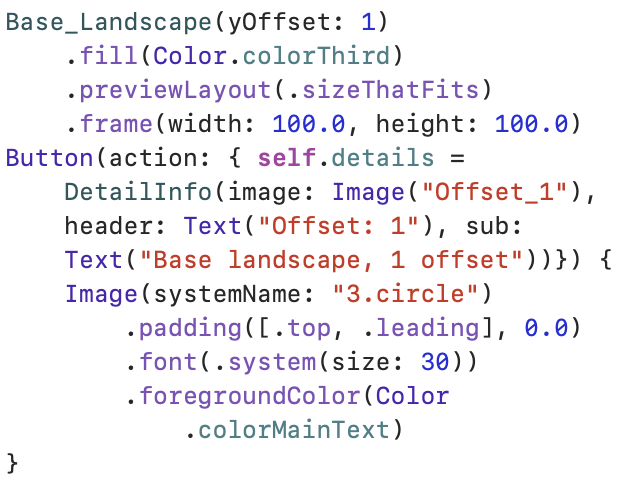 Base_Landscape(yOffset: 1)
    .fill(Color.colorThird)
    .previewLayout(.sizeThatFits)
    .frame(width: 100.0, height: 100.0)
Button(action: { self.details =
    DetailInfo(image: Image("Offset_1"),
    header: Text("Offset: 1"), sub:
    Text("Base landscape, 1 offset"))}) {
    Image(systemName: "3.circle")
        .padding([.top, .leading], 0.0)
        .font(.system(size: 30))
        .foregroundColor(Color
            .colorMainText)
}